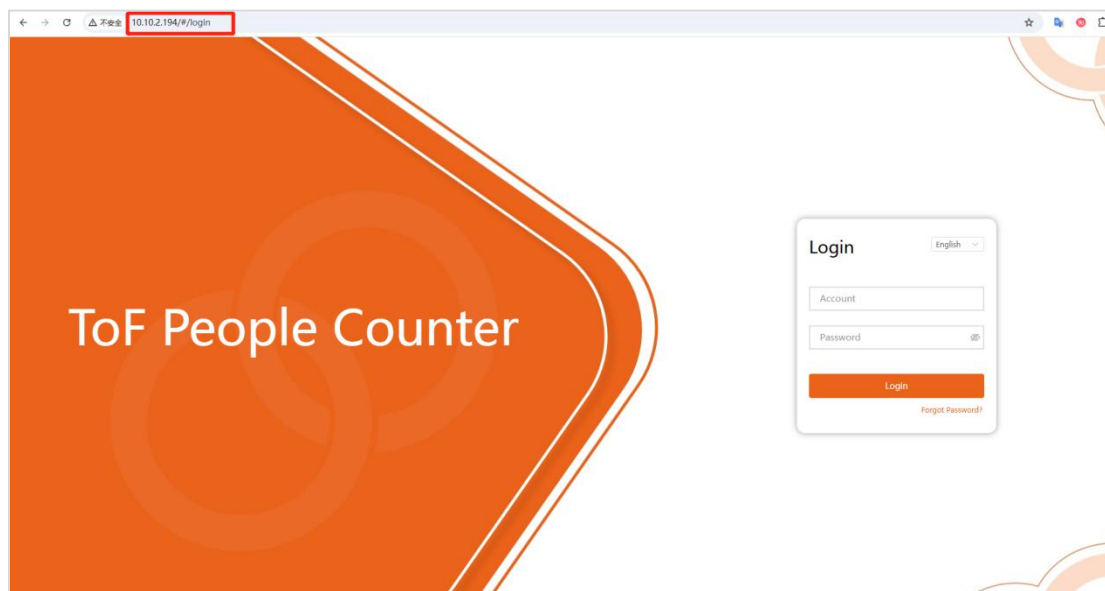 不安全 10.10.2.194/#/login
Login
English
Account
ToF People Counter
Password
Login
Forgot Password?